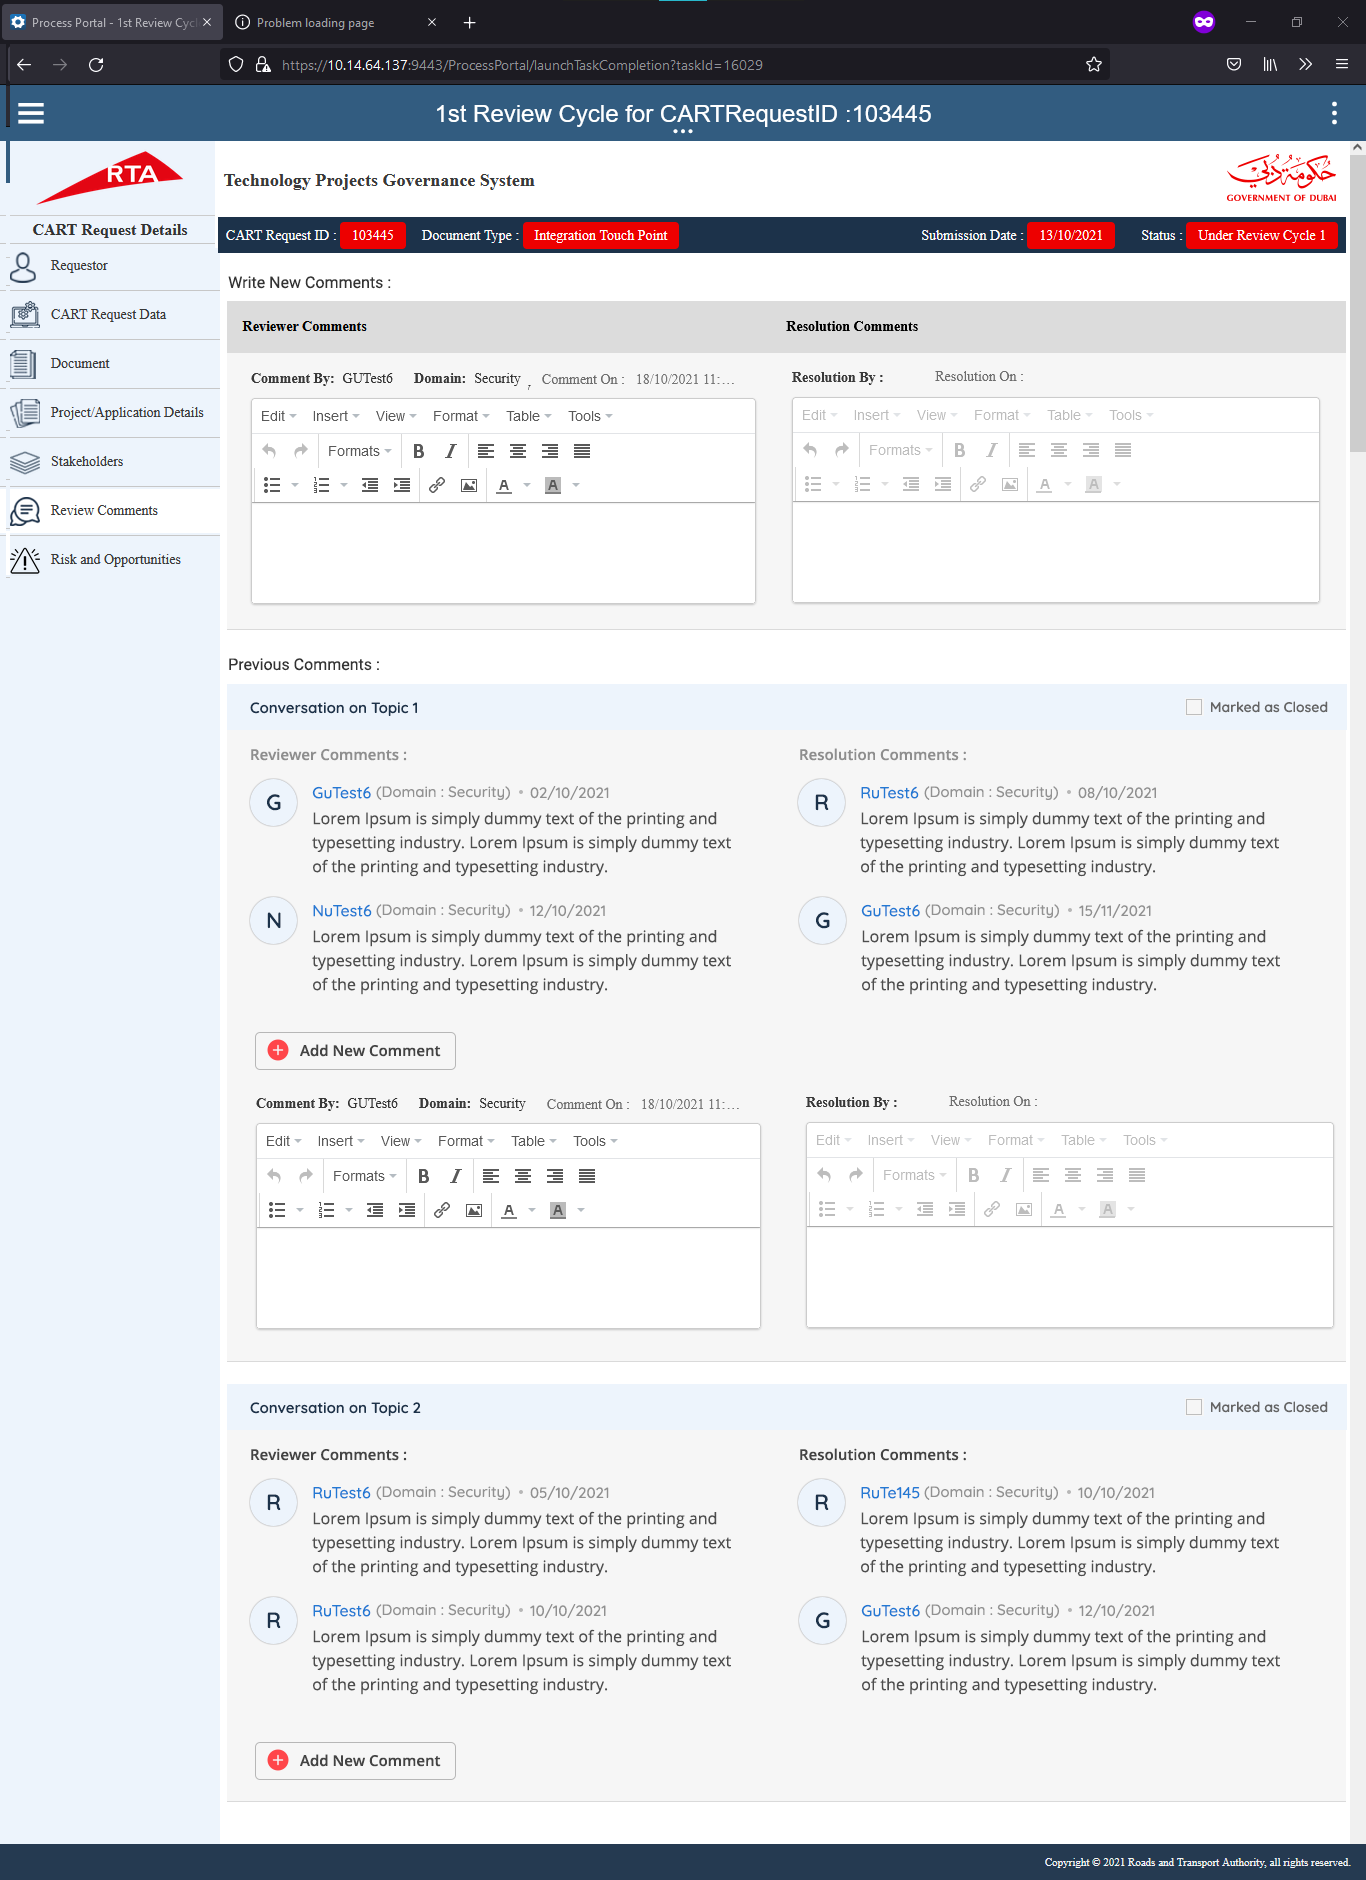 Process Portal - 1st Review Cycl
Problem loading page
https://10.14.64.137:9443/ProcessPortal/launchTaskCompletion?taskId=16029
1st Review Cycle for CARTRequestID :103445
RTA
Technology Projects Governance System
حكومة دبي
GOVERNMENT OF DUBAI
CART Request Details
Requestor
CART Request Data
Document
Project/Application Details
Stakeholders
Review Comments
Risk and Opportunities
CART Request ID : 103445 Document Type : Integration Touch Point Submission Date : 13/10/2021 Status : Under Review Cycle 1
Write New Comments :
Reviewer Comments Resolution Comments
Comment By: GUTest6 Domain: Security , Comment On : 18/10/2021 11:... Resolution By : Resolution On :
Edit Insert View Format Table Tools Edit Insert View Format Table Tools
Formats B I Formats B I
A A A A
Previous Comments :
Conversation on Topic 1 Marked as Closed
Reviewer Comments : Resolution Comments :
G GuTest6 (Domain : Security) • 02/10/2021
Lorem Ipsum is simply dummy text of the printing and
typesetting industry. Lorem Ipsum is simply dummy text
of the printing and typesetting industry.
R RuTest6 (Domain : Security) • 08/10/2021
Lorem Ipsum is simply dummy text of the printing and
typesetting industry. Lorem Ipsum is simply dummy text
of the printing and typesetting industry.
N NuTest6 (Domain : Security) • 12/10/2021
Lorem Ipsum is simply dummy text of the printing and
typesetting industry. Lorem Ipsum is simply dummy text
of the printing and typesetting industry.
G GuTest6 (Domain : Security) • 15/11/2021
Lorem Ipsum is simply dummy text of the printing and
typesetting industry. Lorem Ipsum is simply dummy text
of the printing and typesetting industry.
Add New Comment
Comment By: GUTest6 Domain: Security Comment On : 18/10/2021 11:... Resolution By : Resolution On :
Edit Insert View Format Table Tools Edit Insert View Format Table Tools
Formats B I Formats B I
A A A A
Conversation on Topic 2 Marked as Closed
Reviewer Comments : Resolution Comments :
R RuTest6 (Domain : Security) • 05/10/2021
Lorem Ipsum is simply dummy text of the printing and
typesetting industry. Lorem Ipsum is simply dummy text
of the printing and typesetting industry.
R RuTe145 (Domain : Security) • 10/10/2021
Lorem Ipsum is simply dummy text of the printing and
typesetting industry. Lorem Ipsum is simply dummy text
of the printing and typesetting industry.
R RuTest6 (Domain : Security) • 10/10/2021
Lorem Ipsum is simply dummy text of the printing and
typesetting industry. Lorem Ipsum is simply dummy text
of the printing and typesetting industry.
G GuTest6 (Domain : Security) • 12/10/2021
Lorem Ipsum is simply dummy text of the printing and
typesetting industry. Lorem Ipsum is simply dummy text
of the printing and typesetting industry.
Add New Comment
Copyright © 2021 Roads and Transport Authority, all rights reserved.